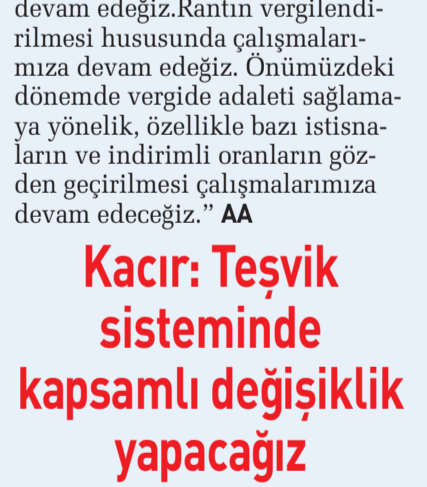 devam edeğiz.Rantın vergilendi-
rilmesi hususunda çalışmaları-
mıza devam edeğiz. Önümüzdeki
dönemde vergide adaleti sağlama-
ya yönelik, özellikle bazı istisna-
ların ve indirimli oranların göz-
den geçirilmesi çalışmalarımıza
devam edeceğiz.” AA
Kacır: Teşvik
sisteminde
kapsamlı değişiklik
yapacağız